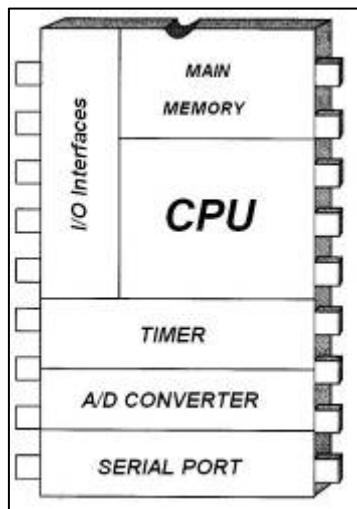 I/O Interfaces
MAIN
MEMORY
CPU
TIMER
A/D CONVERTER
SERIAL PORT